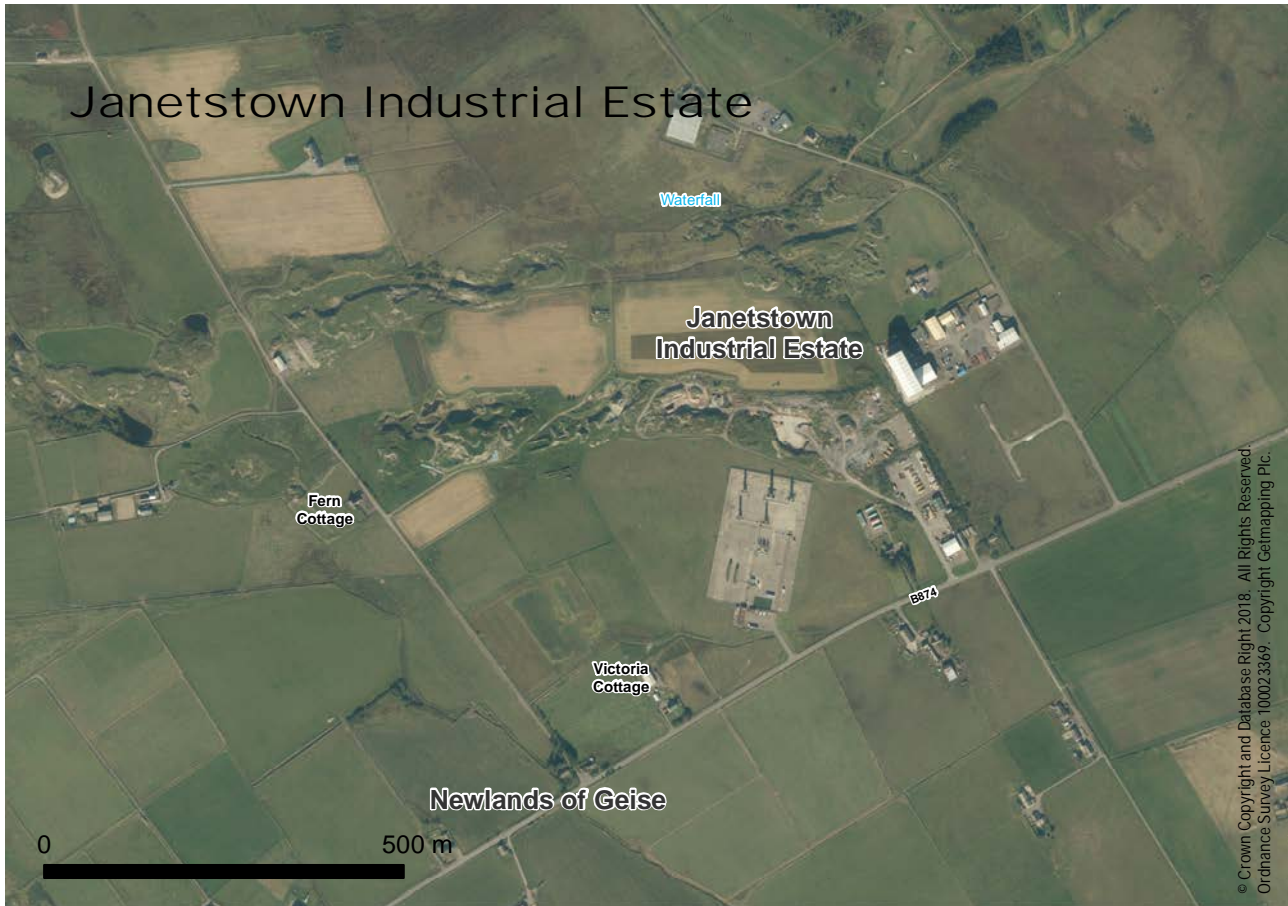 Janetstown Industrial Estate
Waterfall
Janetstown
Industrial Estate
Fern
Cottage
B874
Victoria
Cottage
Newlands of Geise
0 500 m
© Crown Copyright and Database Right 2018. All Rights Reserved.
Ordnance Survey Licence 100023369. Copyright Getmapping Plc.